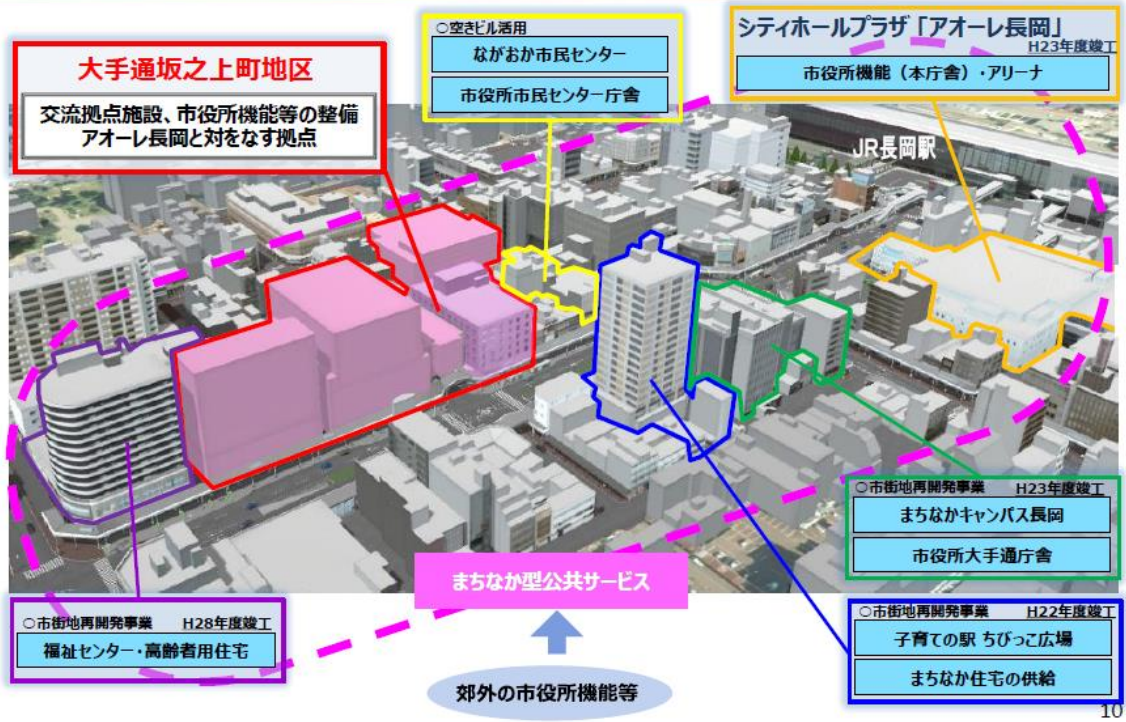 大手通坂之上町地区
交流拠点施設、市役所機能等の整備
アオーレ長岡と対をなす拠点
○空きビル活用
ながおか市民センター
市役所市民センター庁舎
シティホールプラザ「アオーレ長岡」
H23年度竣工
市役所機能（本庁舎）・アリーナ
JR長岡駅
○市街地再開発事業 H23年度竣工
まちなかキャンパス長岡
市役所大手通庁舎
まちなか型公共サービス
○市街地再開発事業 H28年度竣工
福祉センター・高齢者用住宅
○市街地再開発事業 H22年度竣工
子育ての駅 ちびっこ広場
まちなか住宅の供給
郊外の市役所機能等
10